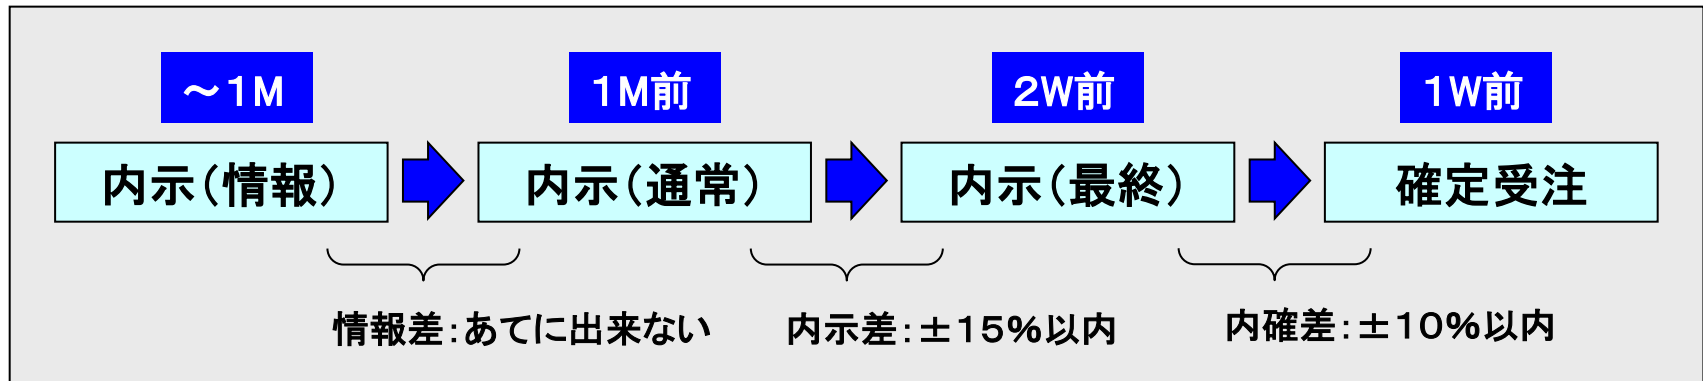 ～1M
1M前
2W前
1W前
内示(情報)
内示(通常)
内示(最終)
確定受注
情報差:あてに出来ない
内示差:±15%以内
内確差:±10%以内